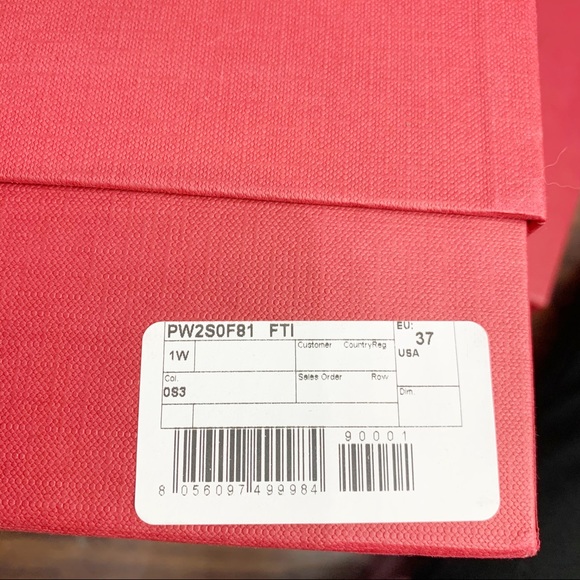 PW2S0F81 FTI
EU: 37
1W Customer CountryReg USA
Col. Sales Order Row
0S3 Dim.
90001
8 056097 499984